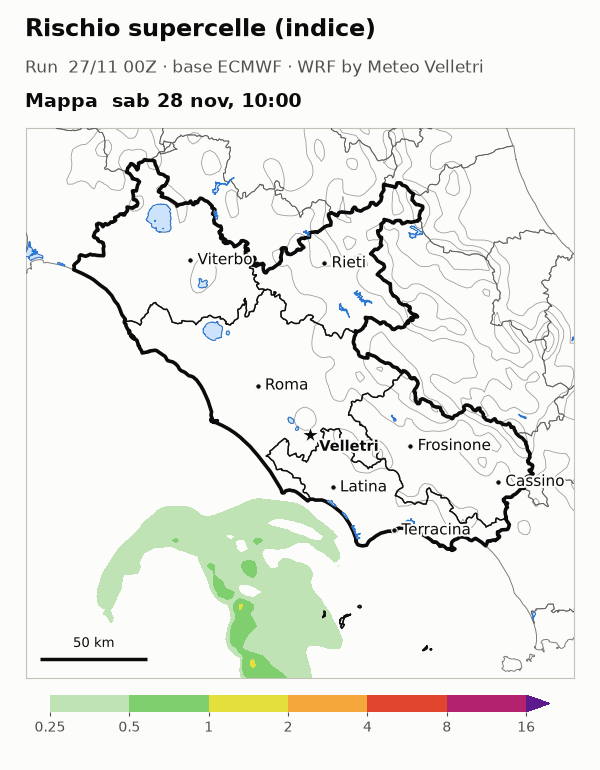 Rischio supercelle (indice)
Run 27/11 00Z · base ECMWF · WRF by Meteo Velletri
Mappa sab 28 nov, 10:00
Viterbo
Rieti
Roma
Velletri
Frosinone
Cassino
Latina
Terracina
50 km
0.25 0.5 1 2 4 8 16